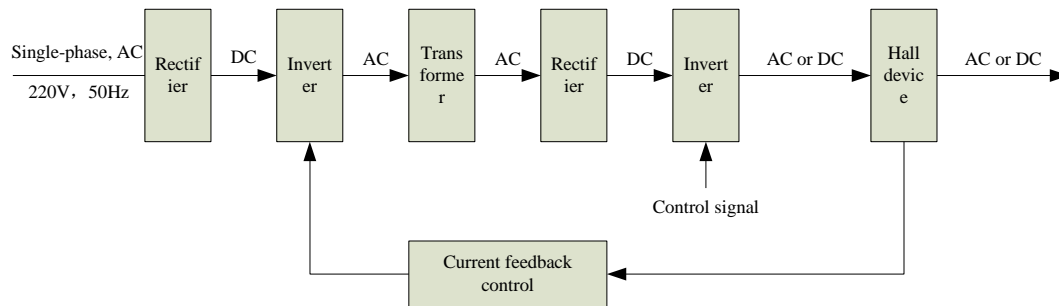 Single-phase, AC
220V，50Hz
Rectif
ier
DC
Invert
er
AC
Trans
forme
r
AC
Rectif
ier
DC
Invert
er
AC or DC
Hall
devic
e
AC or DC
Control signal
Current feedback
control